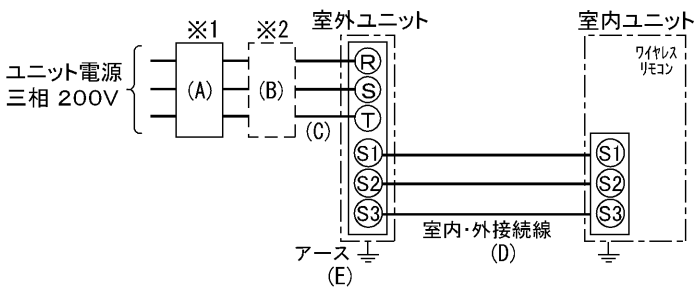 ※1
※2
室外ユニット
室内ユニット
ユニット電源
三相 200V
(A)
(B)
(C)
R
S
T
ワイヤレス
リモコン
S1
S2
S3
S1
S2
S3
室内・外接続線
(D)
アース
(E)